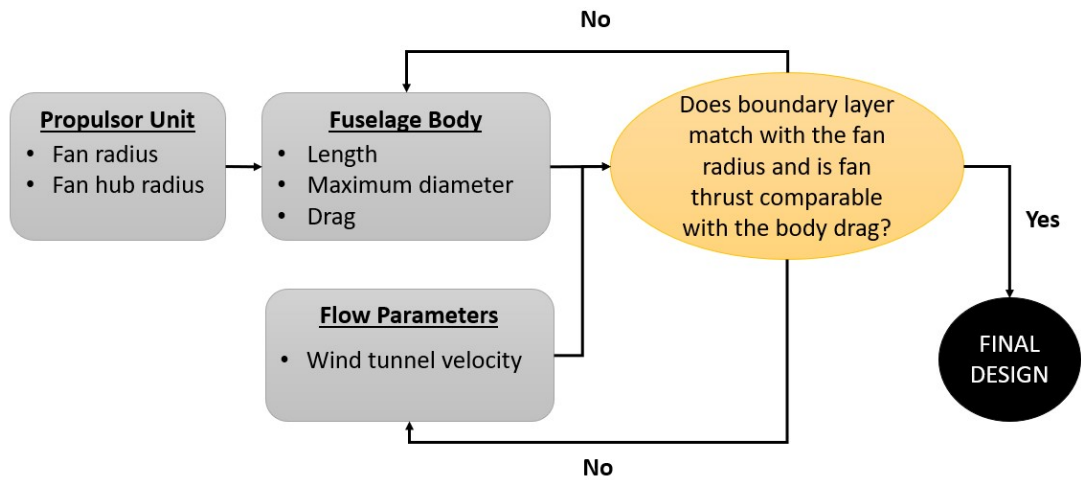 No
Propulsor Unit
• Fan radius
• Fan hub radius
Fuselage Body
• Length
• Maximum diameter
• Drag
Does boundary layer
match with the fan
radius and is fan
thrust comparable
with the body drag?
Yes
Flow Parameters
• Wind tunnel velocity
FINAL
DESIGN
No